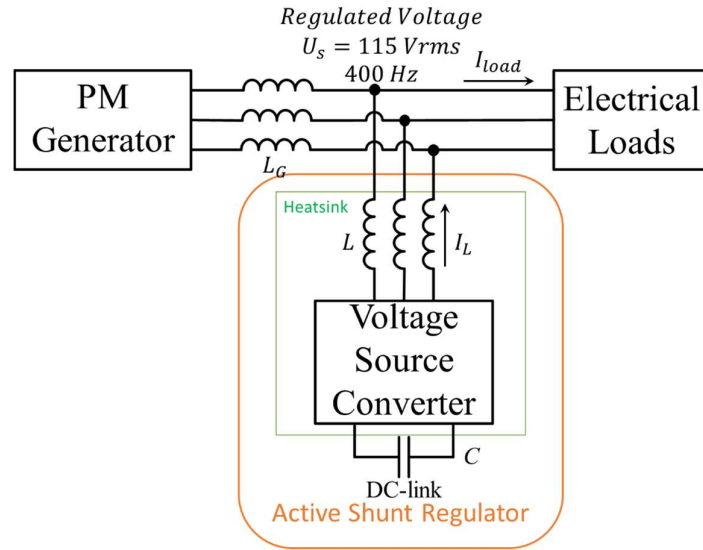 Regulated Voltage
U_s = 115 Vrms
400 Hz
I_load
PM
Generator
Electrical
Loads
L_G
Heatsink
L
I_L
Voltage
Source
Converter
C
DC-link
Active Shunt Regulator